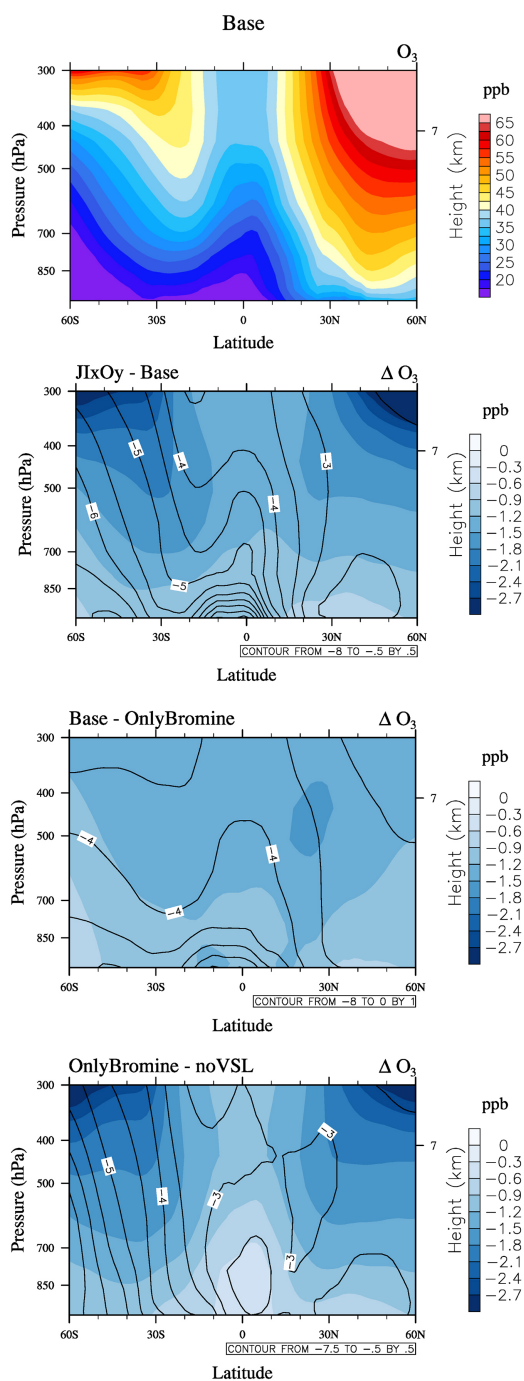 Base
O3
300
400
500
700
850
Pressure (hPa)
60S 30S 0 30N 60N
Latitude
7
Height (km)
ppb
65
60
55
50
45
40
35
30
25
20
JIxOy - Base Δ O3
300
400
500
700
850
Pressure (hPa)
-6
-5
-4
-5
-4
-3
60S 30S 0 30N 60N
CONTOUR FROM -8 TO -.5 BY .5
Latitude
7
Height (km)
ppb
0
-0.3
-0.6
-0.9
-1.2
-1.5
-1.8
-2.1
-2.4
-2.7
Base - OnlyBromine Δ O3
300
400
500
700
850
Pressure (hPa)
-4
-4
-4
60S 30S 0 30N 60N
CONTOUR FROM -8 TO 0 BY 1
Latitude
7
Height (km)
ppb
0
-0.3
-0.6
-0.9
-1.2
-1.5
-1.8
-2.1
-2.4
-2.7
OnlyBromine - noVSL Δ O3
300
400
500
700
850
Pressure (hPa)
-5
-4
-3
-3
-3
60S 30S 0 30N 60N
CONTOUR FROM -7.5 TO -.5 BY .5
Latitude
7
Height (km)
ppb
0
-0.3
-0.6
-0.9
-1.2
-1.5
-1.8
-2.1
-2.4
-2.7